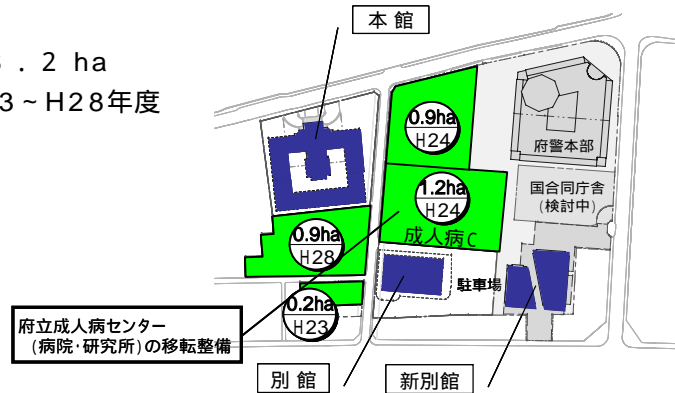 本 館
．２ ha
3～H28年度
0.9ha
H24
府警本部
1.2ha
H24
国合同庁舎
(検討中)
成人病C
0.9ha
H28
駐車場
0.2ha
H23
府立成人病センター
(病院・研究所)の移転整備
別 館
新別館